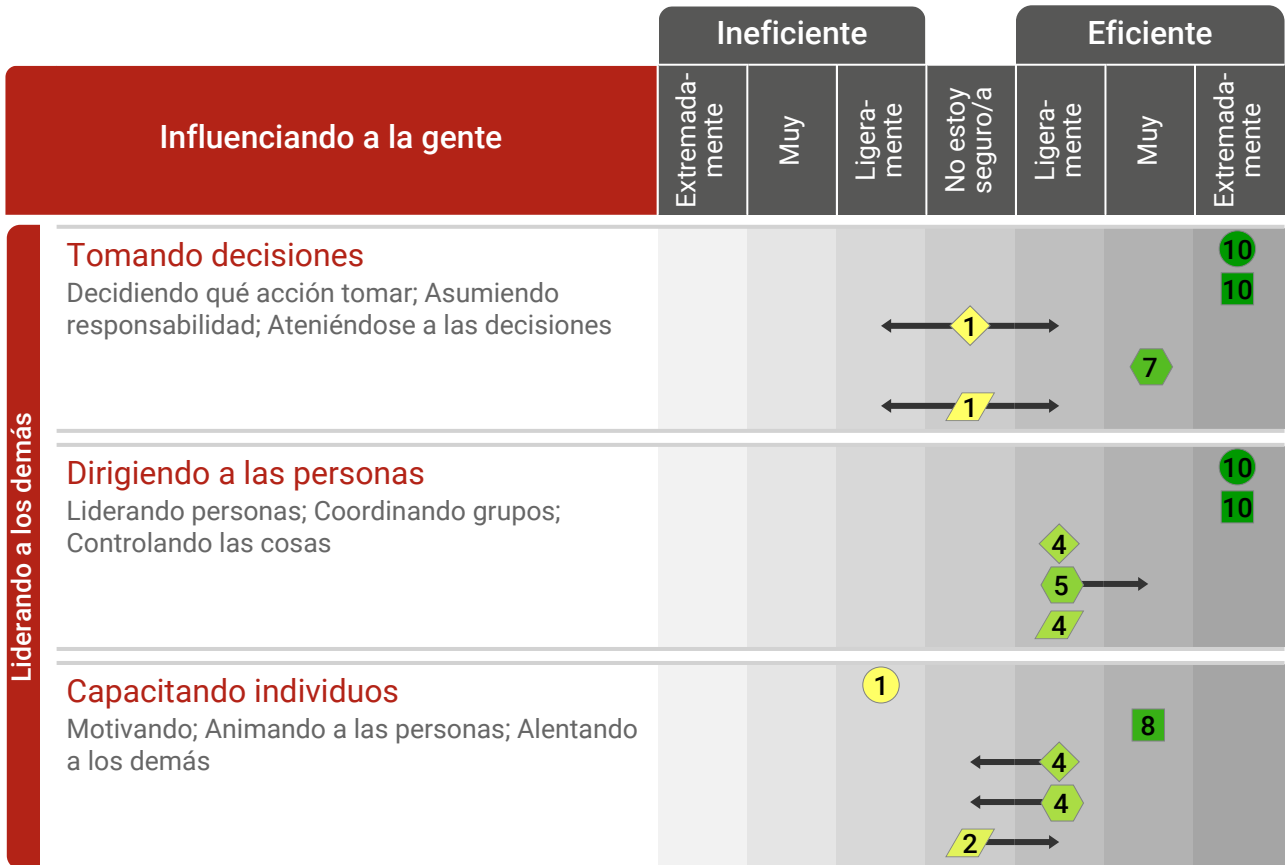 Ineficiente
Eficiente
Influenciando a la gente
Extremada-
mente
Muy
Ligera-
mente
No estoy
seguro/a
Ligera-
mente
Muy
Extremada-
mente
Liderando a los demás
Tomando decisiones
Decidiendo qué acción tomar; Asumiendo
responsabilidad; Ateniéndose a las decisiones
10
10
1
7
1
Dirigiendo a las personas
Liderando personas; Coordinando grupos;
Controlando las cosas
10
10
4
5
4
Capacitando individuos
Motivando; Animando a las personas; Alentando
a los demás
1
8
4
4
2